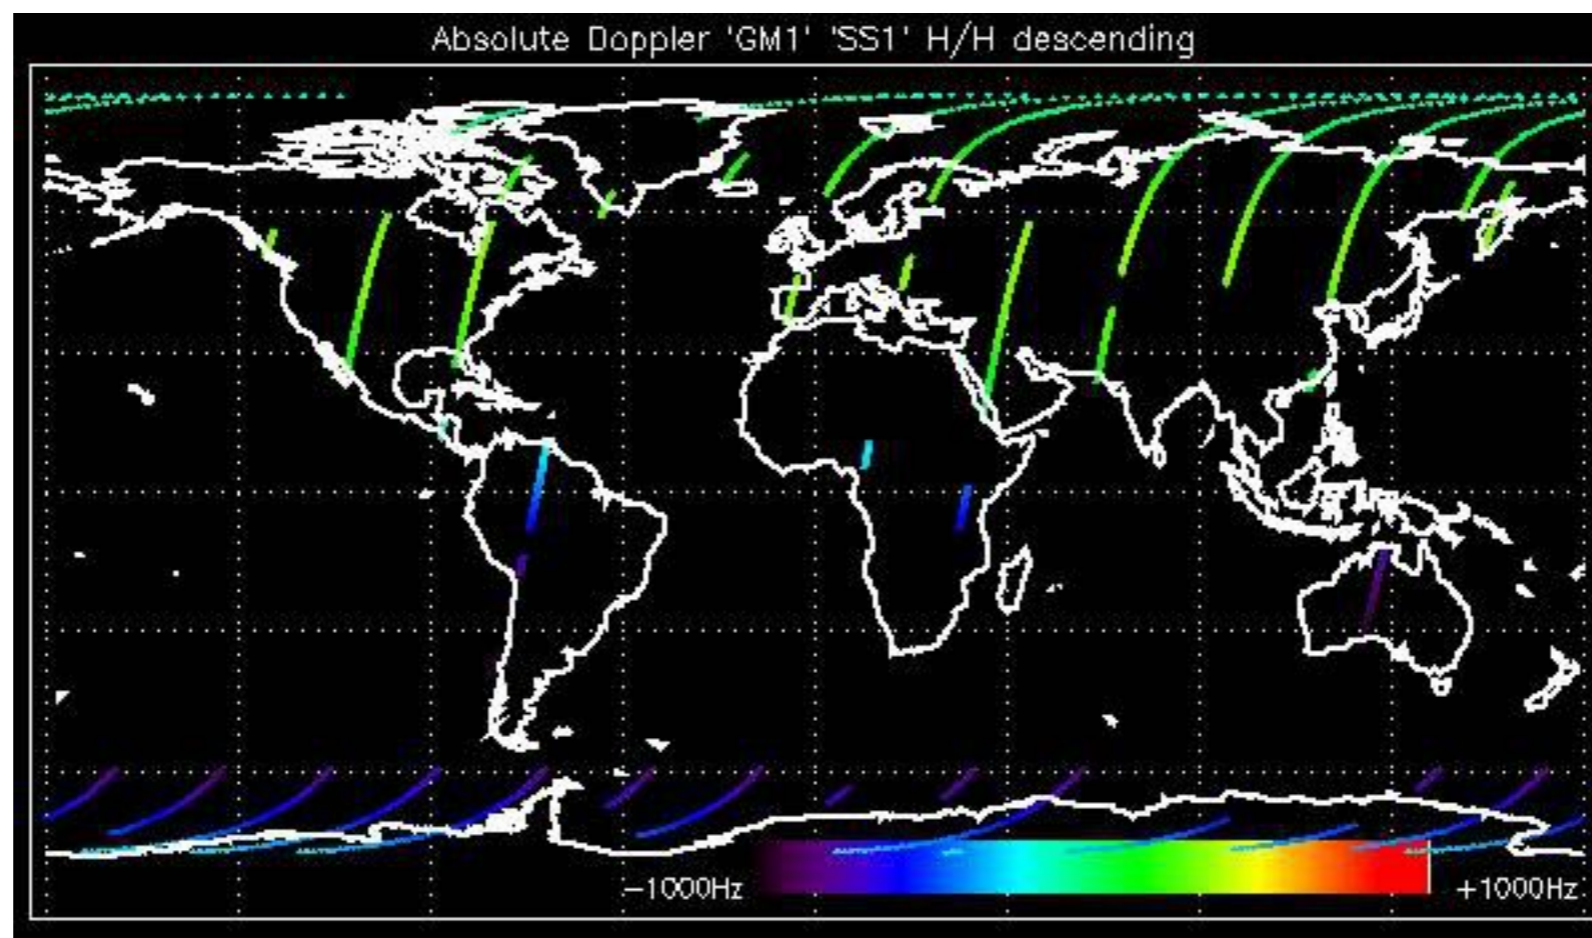 Absolute Doppler 'GM1' 'SS1' H/H descending
-1000Hz
+1000Hz